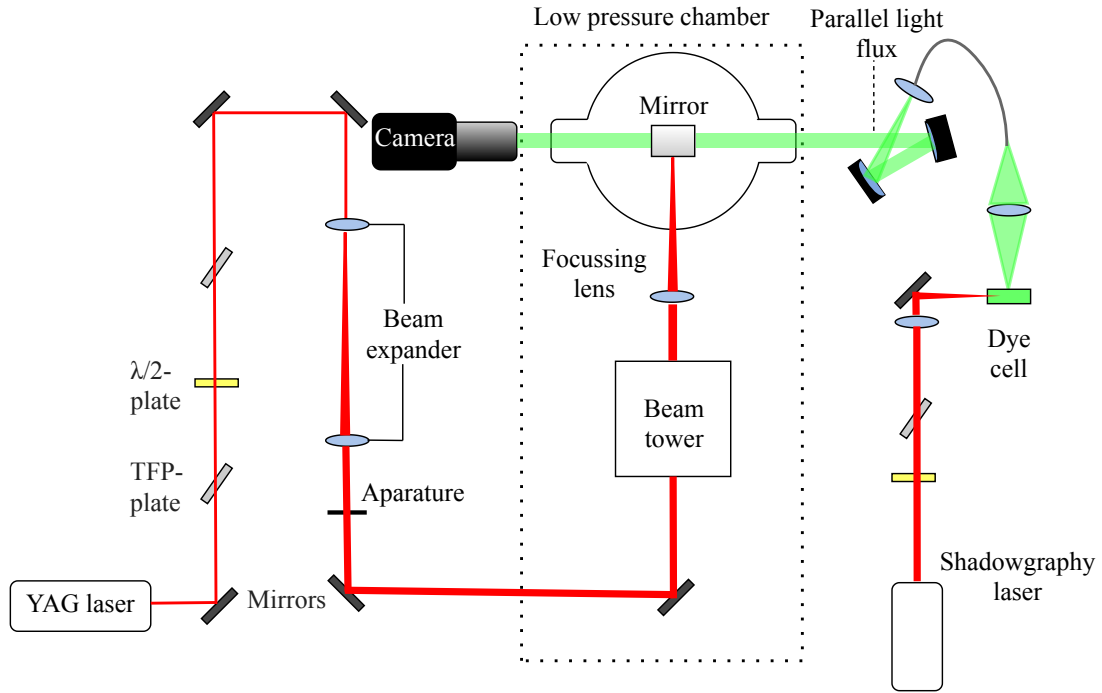 Low pressure chamber
Parallel light
flux
Mirror
Camera
Focussing
lens
Beam
expander
λ/2-
plate
Beam
tower
Dye
cell
TFP-
plate
Aparature
Shadowgraphy
laser
YAG laser
Mirrors